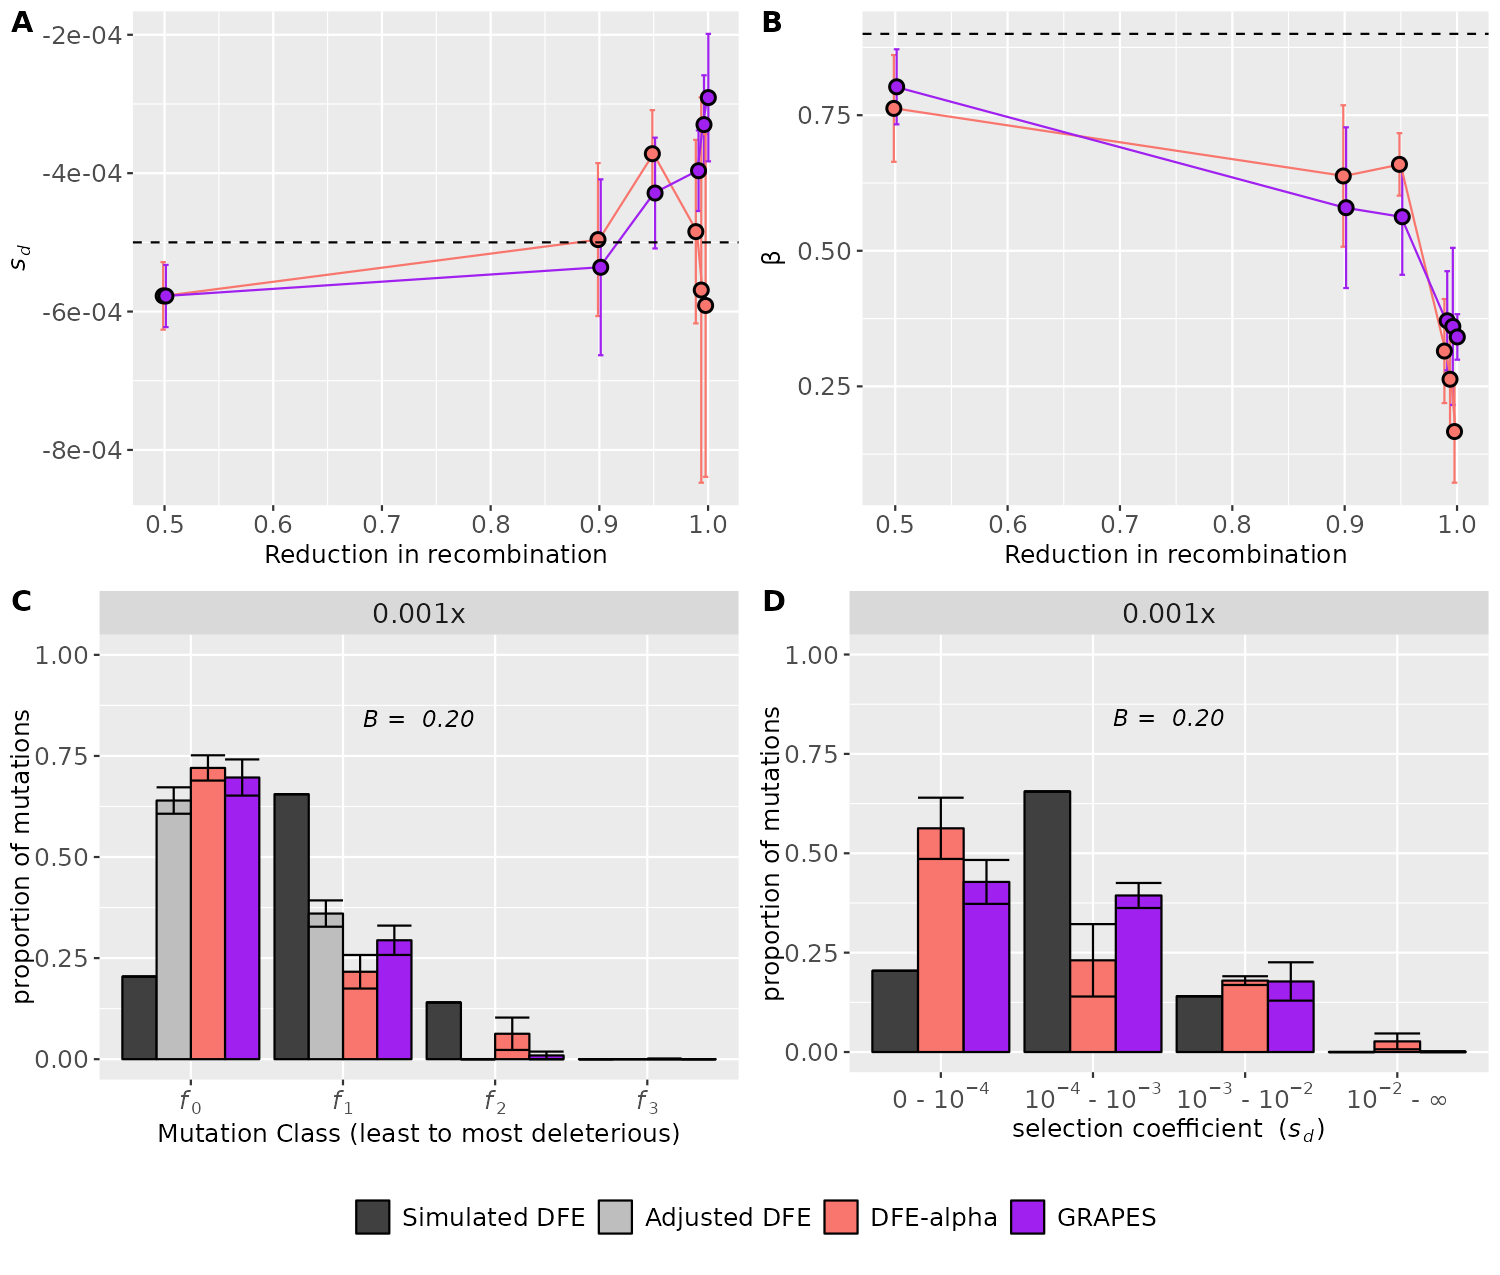 A
-2e-04
-4e-04
-6e-04
-8e-04
s d
0.5 0.6 0.7 0.8 0.9 1.0
Reduction in recombination
B
0.75
0.50
0.25
β
0.5 0.6 0.7 0.8 0.9 1.0
Reduction in recombination
C
0.001x
1.00
0.75
0.50
0.25
0.00
proportion of mutations
B = 0.20
f₀ f₁ f₂ f₃
Mutation Class (least to most deleterious)
D
0.001x
1.00
0.75
0.50
0.25
0.00
proportion of mutations
B = 0.20
0 - 10⁻⁴ 10⁻⁴ - 10⁻³ 10⁻³ - 10⁻² 10⁻² - ∞
selection coefficient (s d)
Simulated DFE Adjusted DFE DFE-alpha GRAPES